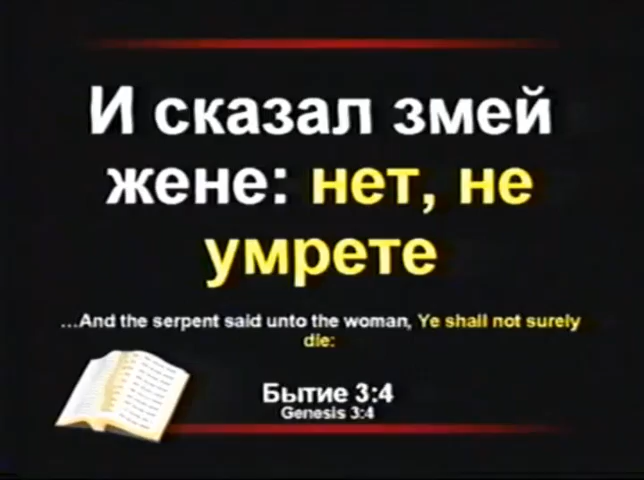 И сказал змей
жене: нет, не
умрете
...And the serpent said unto the woman, Ye shall not surely
die:
Бытие 3:4
Genesis 3:4